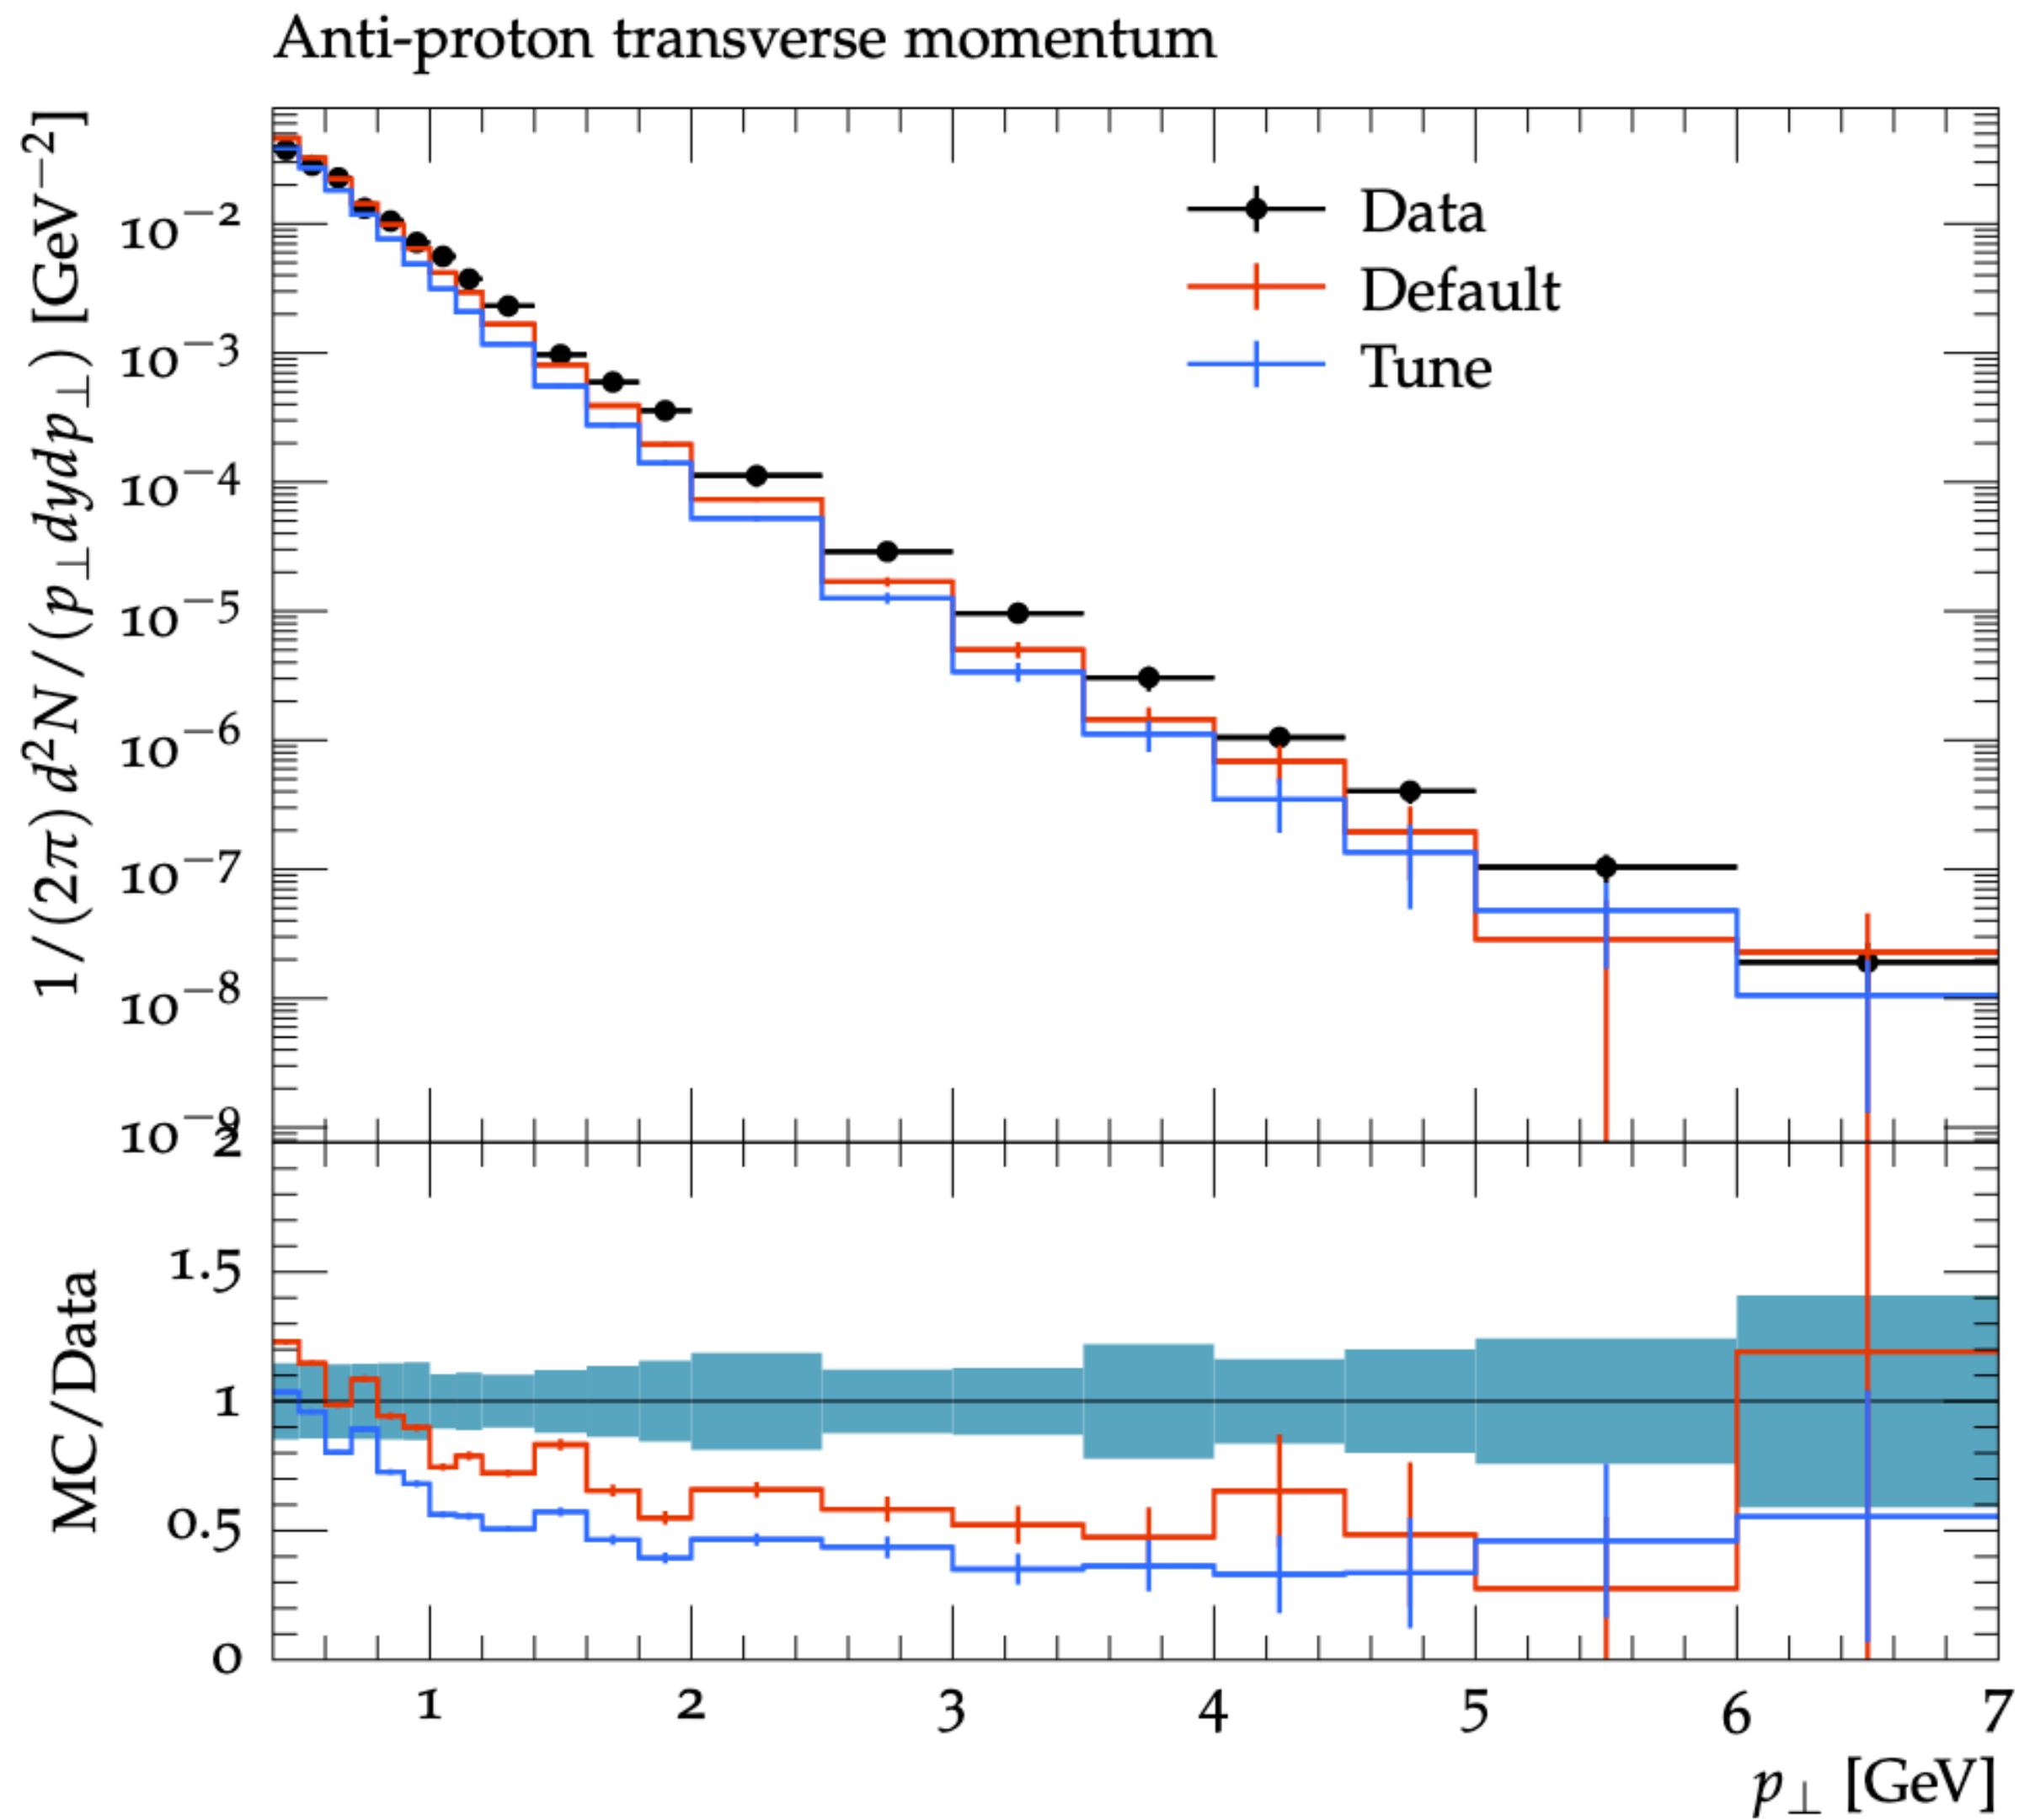 Anti-proton transverse momentum
1/(2π) d²N/(p⊥dydp⊥) [GeV⁻²]
10⁻²
10⁻³
10⁻⁴
10⁻⁵
10⁻⁶
10⁻⁷
10⁻⁸
10⁻⁹
Data
Default
Tune
MC/Data
2
1.5
1
0.5
0
1 2 3 4 5 6 7
p⊥ [GeV]